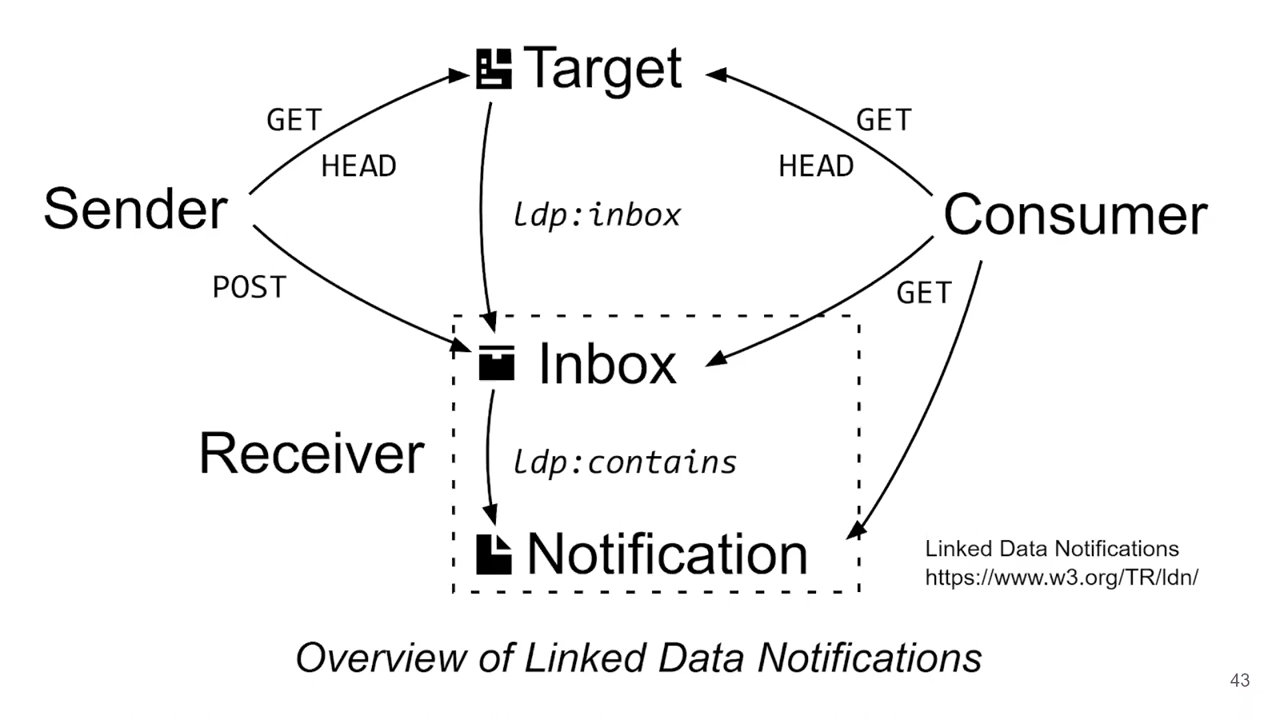 Target
GET
GET
HEAD
HEAD
Sender
ldp:inbox
Consumer
POST
GET
Inbox
Receiver
ldp:contains
Notification
Linked Data Notifications
https://www.w3.org/TR/ldn/
Overview of Linked Data Notifications
43